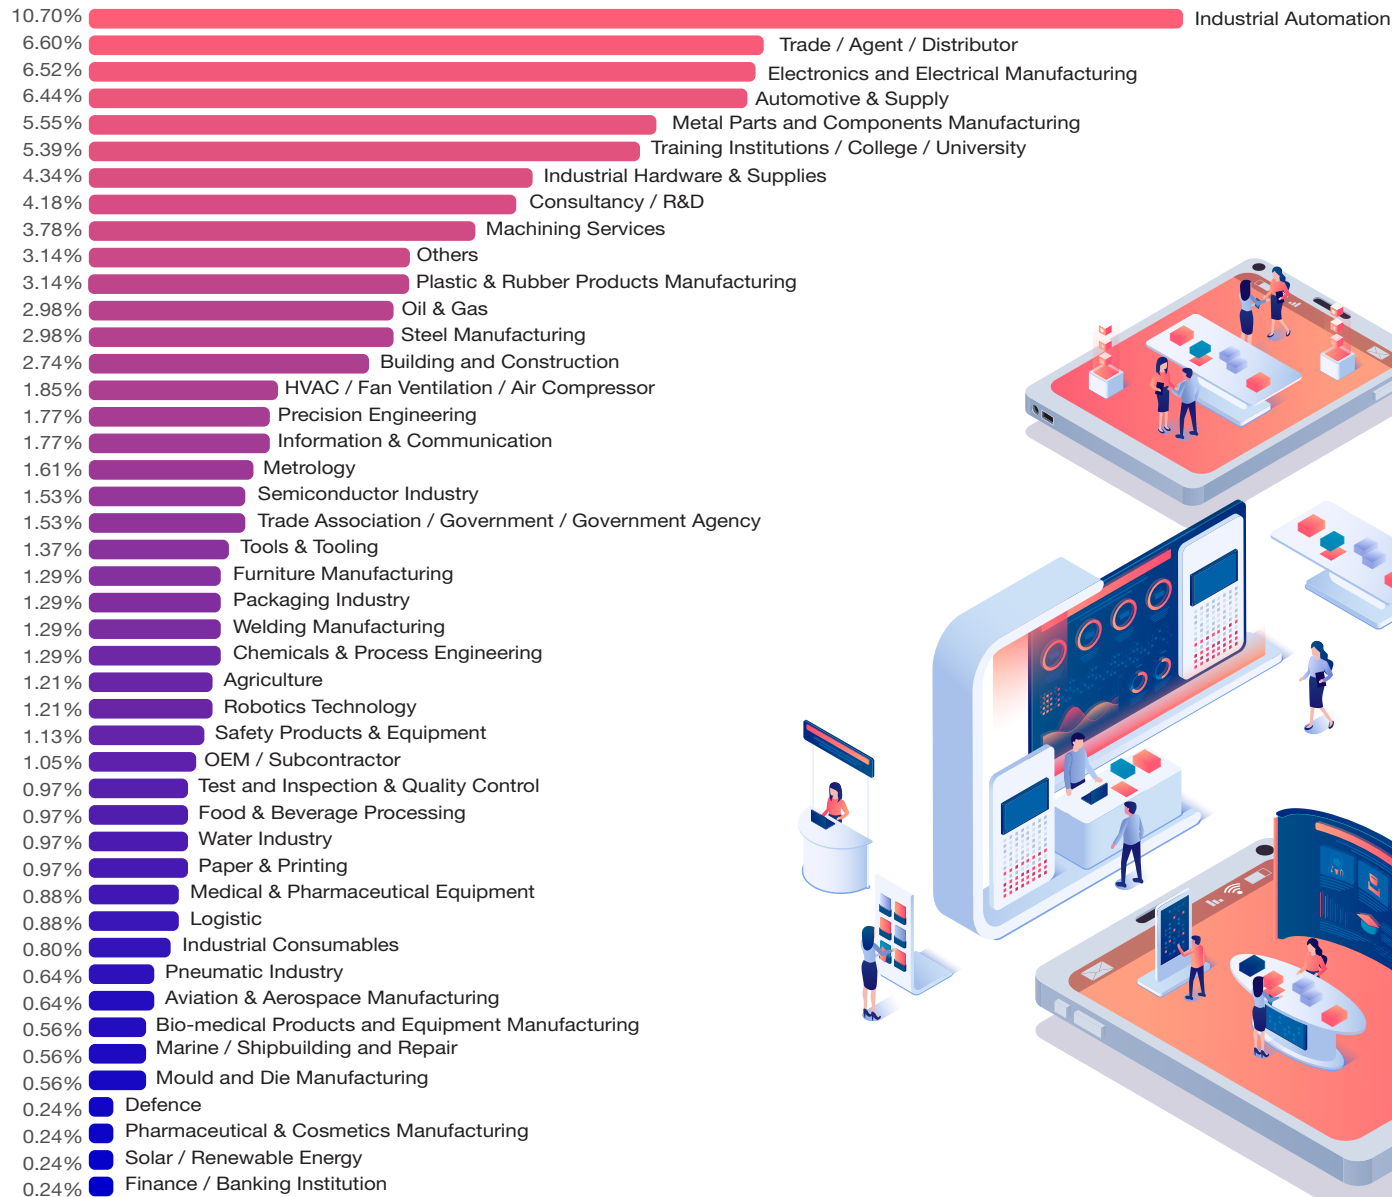 10.70% Industrial Automation
6.60% Trade / Agent / Distributor
6.52% Electronics and Electrical Manufacturing
6.44% Automotive & Supply
5.55% Metal Parts and Components Manufacturing
5.39% Training Institutions / College / University
4.34% Industrial Hardware & Supplies
4.18% Consultancy / R&D
3.78% Machining Services
3.14% Others
3.14% Plastic & Rubber Products Manufacturing
2.98% Oil & Gas
2.98% Steel Manufacturing
2.74% Building and Construction
1.85% HVAC / Fan Ventilation / Air Compressor
1.77% Precision Engineering
1.77% Information & Communication
1.61% Metrology
1.53% Semiconductor Industry
1.53% Trade Association / Government / Government Agency
1.37% Tools & Tooling
1.29% Furniture Manufacturing
1.29% Packaging Industry
1.29% Welding Manufacturing
1.29% Chemicals & Process Engineering
1.21% Agriculture
1.21% Robotics Technology
1.13% Safety Products & Equipment
1.05% OEM / Subcontractor
0.97% Test and Inspection & Quality Control
0.97% Food & Beverage Processing
0.97% Water Industry
0.97% Paper & Printing
0.88% Medical & Pharmaceutical Equipment
0.88% Logistic
0.80% Industrial Consumables
0.64% Pneumatic Industry
0.64% Aviation & Aerospace Manufacturing
0.56% Bio-medical Products and Equipment Manufacturing
0.56% Marine / Shipbuilding and Repair
0.56% Mould and Die Manufacturing
0.24% Defence
0.24% Pharmaceutical & Cosmetics Manufacturing
0.24% Solar / Renewable Energy
0.24% Finance / Banking Institution